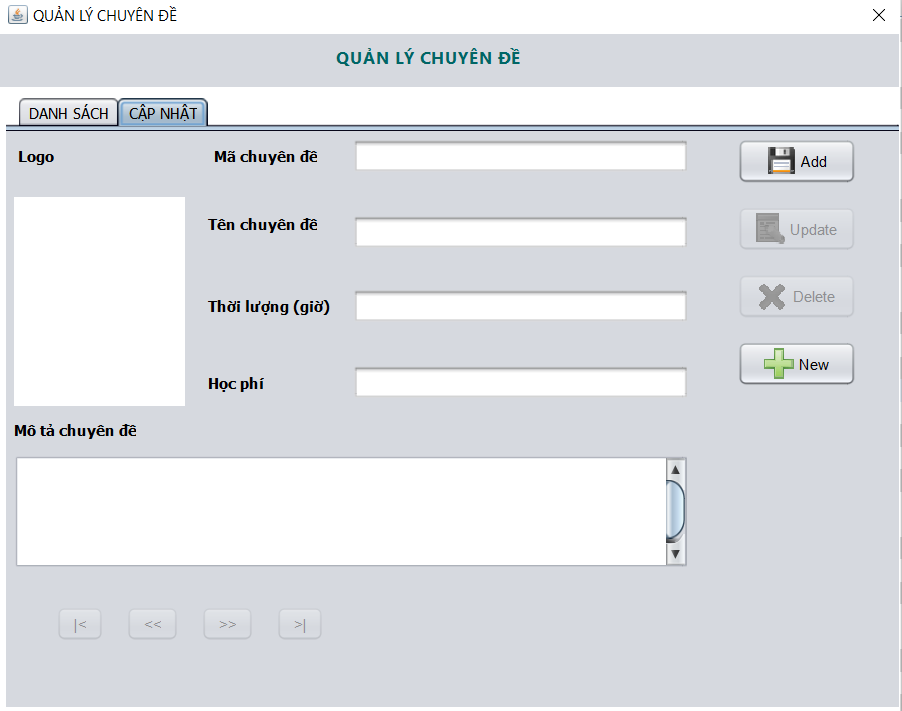 QUẢN LÝ CHUYÊN ĐỀ
QUẢN LÝ CHUYÊN ĐỀ
DANH SÁCH
CẬP NHẬT
Logo
Mã chuyên đề
Add
Tên chuyên đề
Update
Thời lượng (giờ)
Delete
Học phí
New
Mô tả chuyên đề
|<
<<
>>
>|